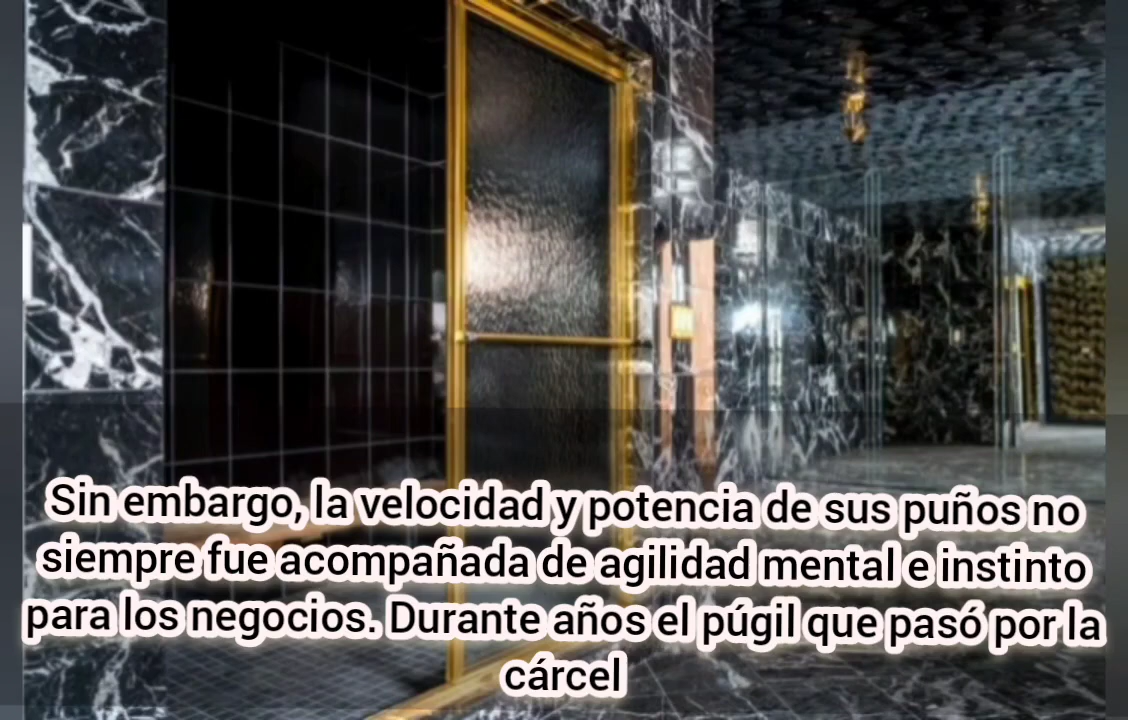 Sin embargo, la velocidad y potencia de sus puños no
siempre fue acompañada de agilidad mental e instinto
para los negocios. Durante años el púgil que pasó por la
cárcel